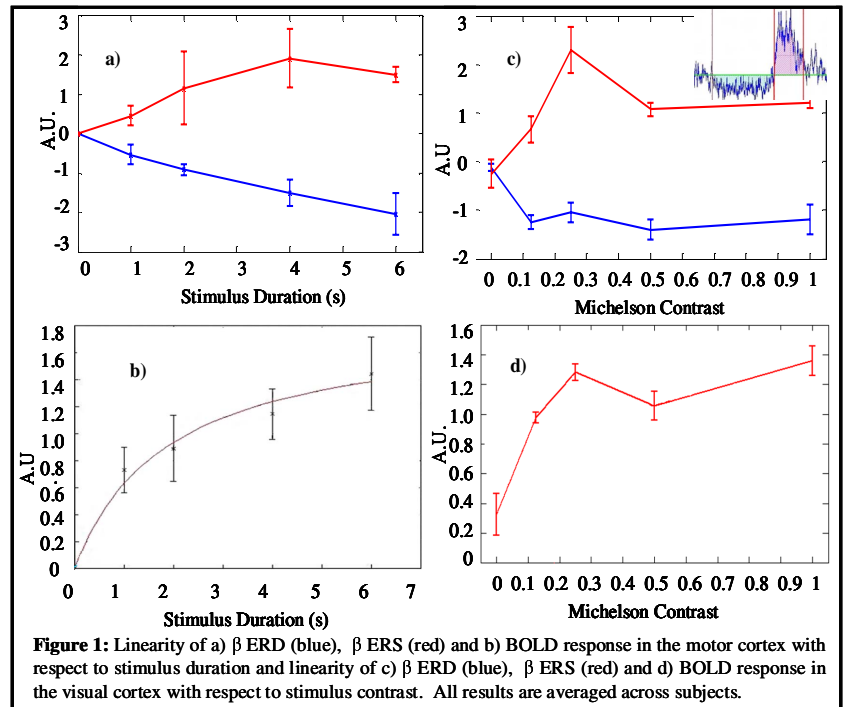 a)
3
2
1
0
-1
-2
-3
A.U.
0 1 2 3 4 5 6
Stimulus Duration (s)
c)
3
2
1
0
-1
-2
A.U
0 0.1 0.2 0.3 0.4 0.5 0.6 0.7 0.8 0.9 1
Michelson Contrast
b)
1.8
1.6
1.4
1.2
1.0
0.8
0.6
0.4
0.2
0
A.U
0 1 2 3 4 5 6 7
Stimulus Duration (s)
d)
1.6
1.4
1.2
1.0
0.8
0.6
0.4
0.2
0
A.U.
0 0.1 0.2 0.3 0.4 0.5 0.6 0.7 0.8 0.9 1
Michelson Contrast
Figure 1: Linearity of a) β ERD (blue), β ERS (red) and b) BOLD response in the motor cortex with
respect to stimulus duration and linearity of c) β ERD (blue), β ERS (red) and d) BOLD response in
the visual cortex with respect to stimulus contrast. All results are averaged across subjects.